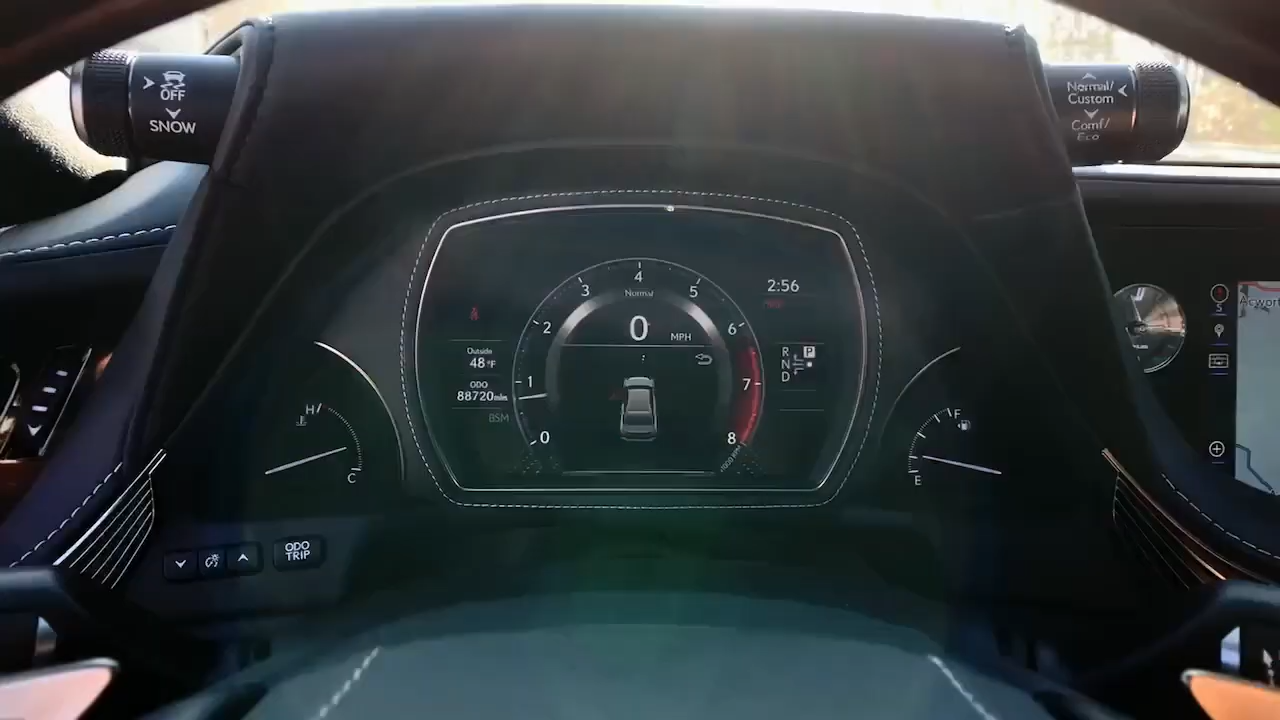 OFF
SNOW
Normal/
Custom
Comf/
Eco
2:56
4
3
5
Normal
2
6
0
MPH
Outside
48°F
ODO
88720
1
7
BSM
0
8
P
R
N
D
H
C
F
E
ODO
TRIP
S
Acwort